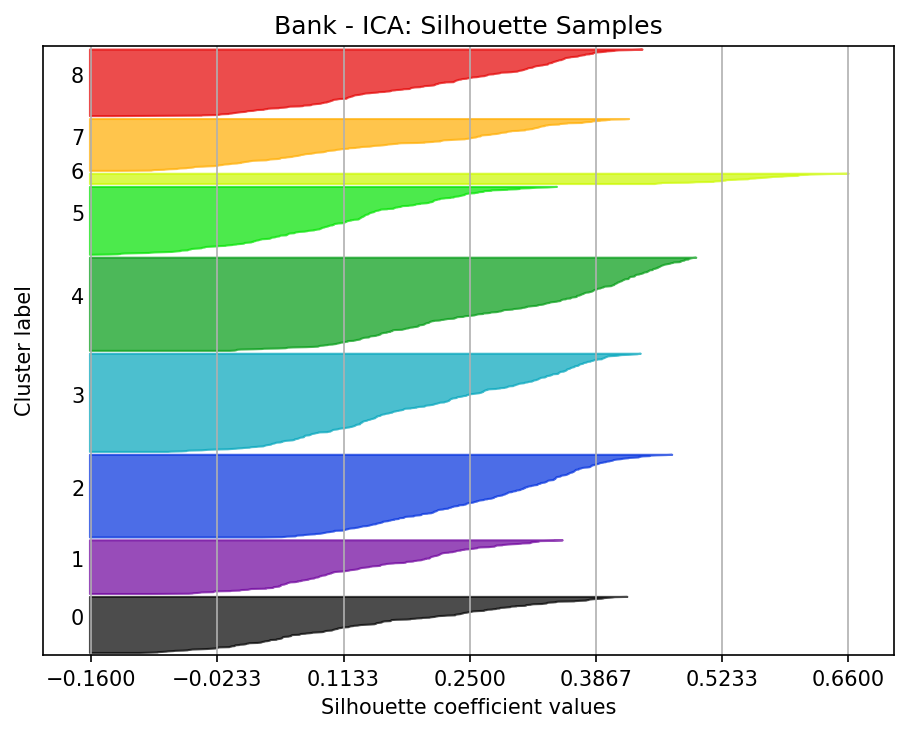 Bank - ICA: Silhouette Samples
8
7
6
5
4
3
2
1
0
Cluster label
−0.1600 −0.0233 0.1133 0.2500 0.3867 0.5233 0.6600
Silhouette coefficient values